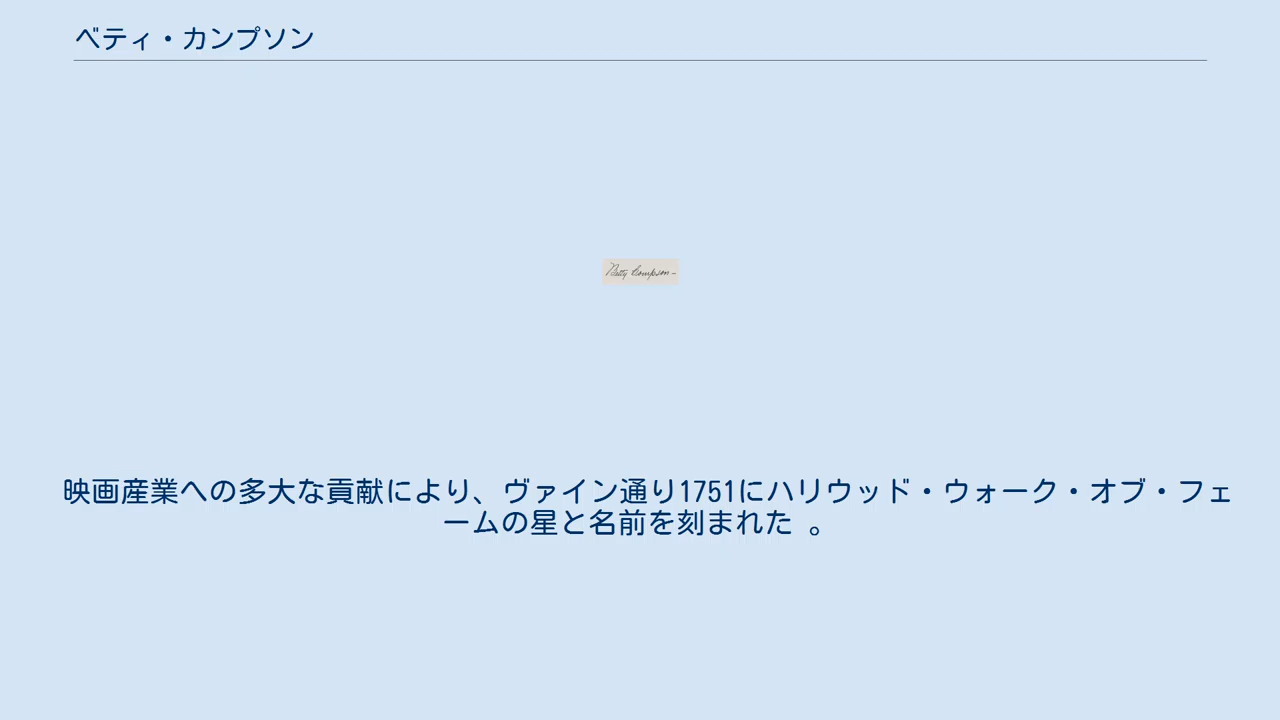 ベティ・カンプソン
Betty Compson –
映画産業への多大な貢献により、ヴァイン通り1751にハリウッド・ウォーク・オブ・フェ
ームの星と名前を刻まれた 。